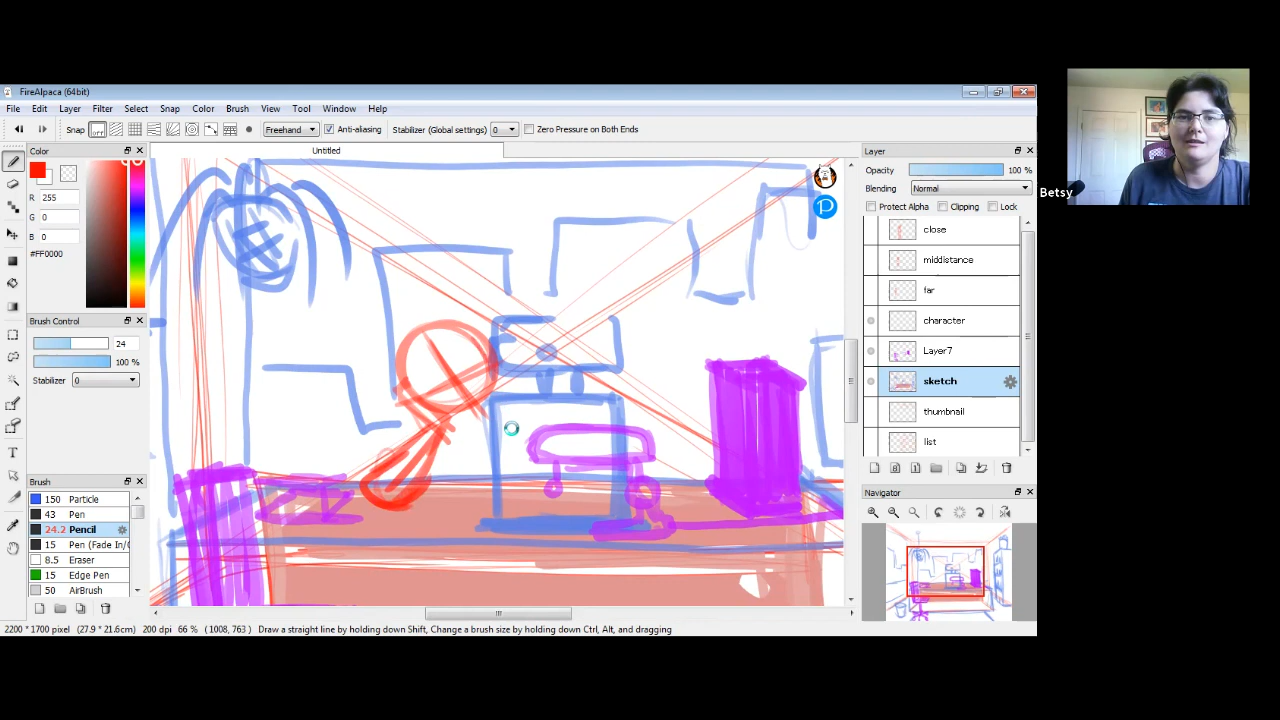 FireAlpaca (64bit)
File Edit Layer Filter Select Snap Color Brush View Tool Window Help
Snap OFF Freehand Anti-aliasing Stabilizer (Global settings) 0 Zero Pressure on Both Ends
Color
Untitled
Layer
R 255
G 0
B 0
#FF0000
Opacity 100 %
Blending Normal
Protect Alpha Clipping Lock
Betsy
close
middistance
far
character
Layer7
sketch
thumbnail
list
Brush Control
24
100 %
Stabilizer 0
Brush
150 Particle
43 Pen
24.2 Pencil
15 Pen (Fade In/O
8.5 Eraser
15 Edge Pen
50 AirBrush
Navigator
2200 * 1700 pixel (27.9 * 21.6cm) 200 dpi 66 % (1008, 763) Draw a straight line by holding down Shift, Change a brush size by holding down Ctrl, Alt, and dragging